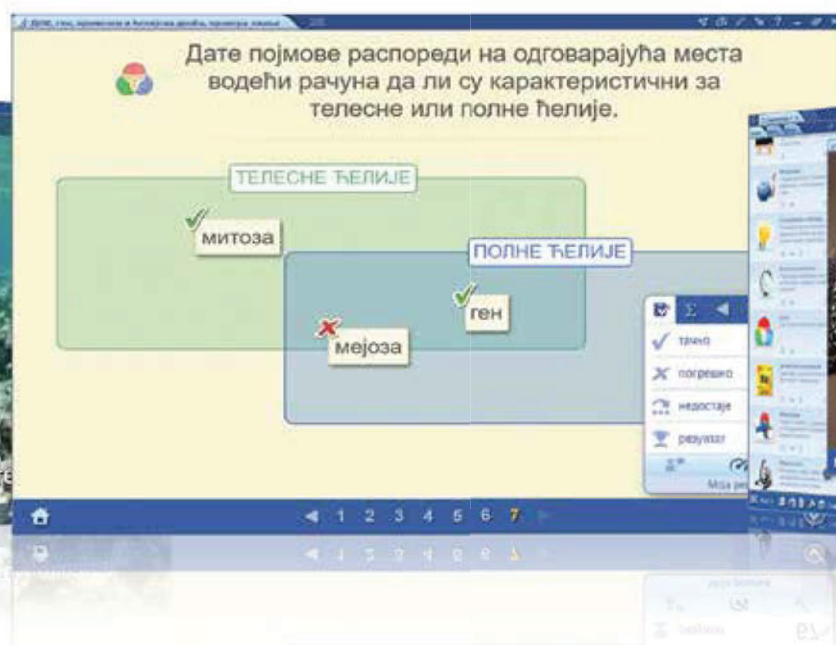 Дате појмове распореди на одговарајућа места
водећи рачуна да ли су карактеристични за
телесне или полне ћелије.
ТЕЛЕСНЕ ЋЕЛИЈЕ
митоза
ПОЛНЕ ЋЕЛИЈЕ
ген
мејоза
тачно
погрешно
недостаје
резултат
1 2 3 4 5 6 7